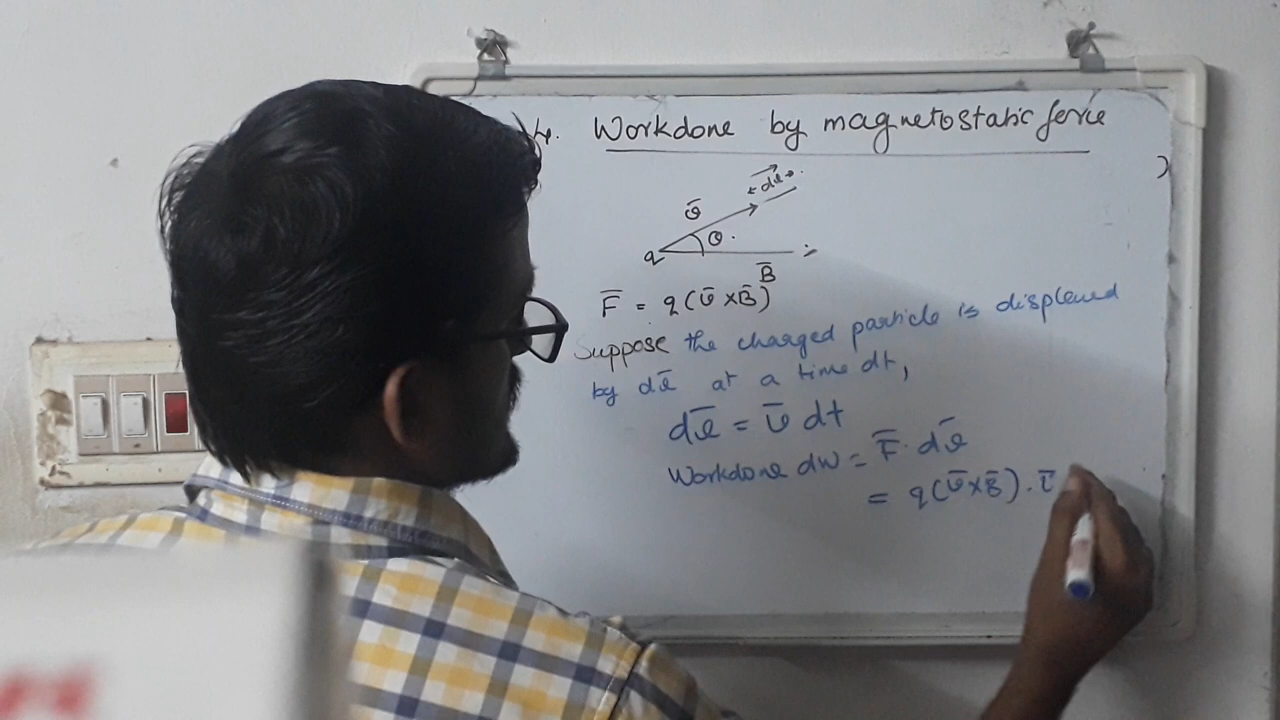 4. Workdone by magnetostatic force
dl
v̄
θ
q
B̄
F̄ = q(v̄ × B̄)
Suppose the charged particle is displaced
by dl̄ at a time dt,
dl̄ = v̄ dt
Workdone dw = F̄ . dl̄
= q(v̄×B̄) . v̄